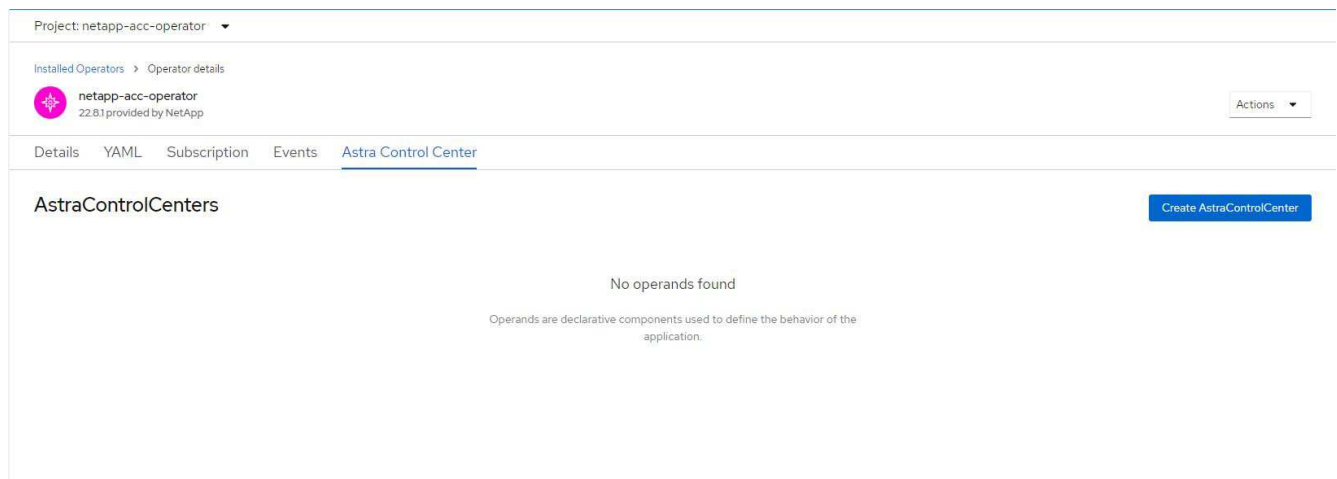 Project: netapp-acc-operator
Installed Operators > Operator details
netapp-acc-operator
22.8.1 provided by NetApp
Actions
Details YAML Subscription Events Astra Control Center
AstraControlCenters
Create AstraControlCenter
No operands found
Operands are declarative components used to define the behavior of the
application.